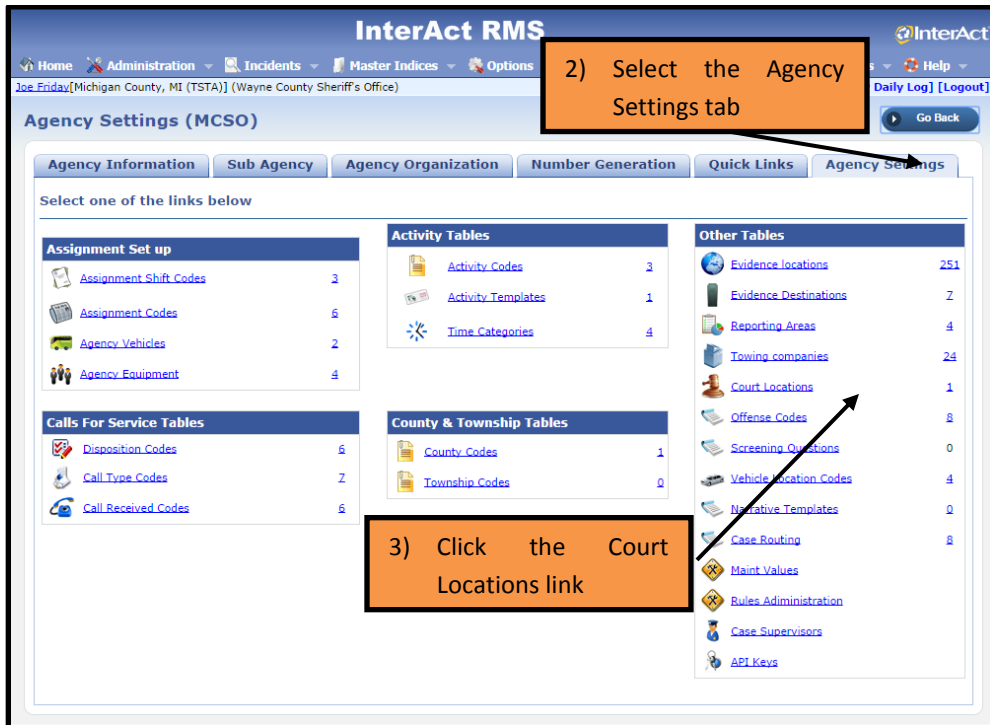 InterAct RMS
@InterAct
Home Administration Incidents Master Indices Options Help
Joe Friday[Michigan County, MI (TSTA)] (Wayne County Sheriff's Office)
Daily Log] [Logout]
2) Select the Agency
Settings tab
Agency Settings (MCSO)
Go Back
Agency Information Sub Agency Agency Organization Number Generation Quick Links Agency Settings
Select one of the links below
Assignment Set up
Assignment Shift Codes 3
Assignment Codes 6
Agency Vehicles 2
Agency Equipment 4
Activity Tables
Activity Codes 3
Activity Templates 1
Time Categories 4
Other Tables
Evidence locations 251
Evidence Destinations 7
Reporting Areas 4
Towing companies 24
Court Locations 1
Offense Codes 8
Screening Questions 0
Vehicle Location Codes 4
Narrative Templates 0
Case Routing 8
Maint Values
Rules Adiministration
Case Supervisors
API Keys
Calls For Service Tables
Disposition Codes 6
Call Type Codes 7
Call Received Codes 6
County & Township Tables
County Codes 1
Township Codes 0
3) Click the Court
Locations link